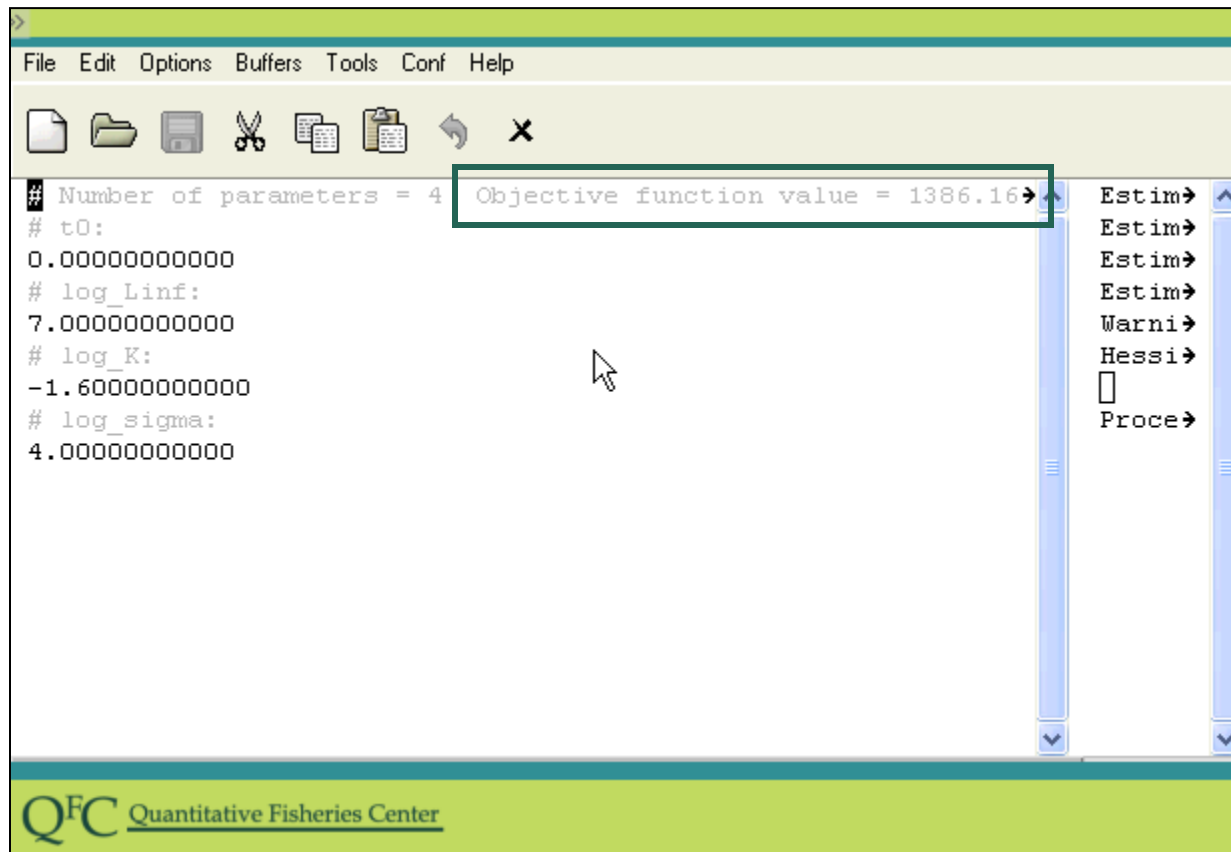 File Edit Options Buffers Tools Conf Help
# Number of parameters = 4 Objective function value = 1386.16
# t0:
0.00000000000
# log_Linf:
7.00000000000
# log_K:
-1.60000000000
# log_sigma:
4.00000000000
Estim
Estim
Estim
Estim
Warni
Hessi
Proce
QFC Quantitative Fisheries Center